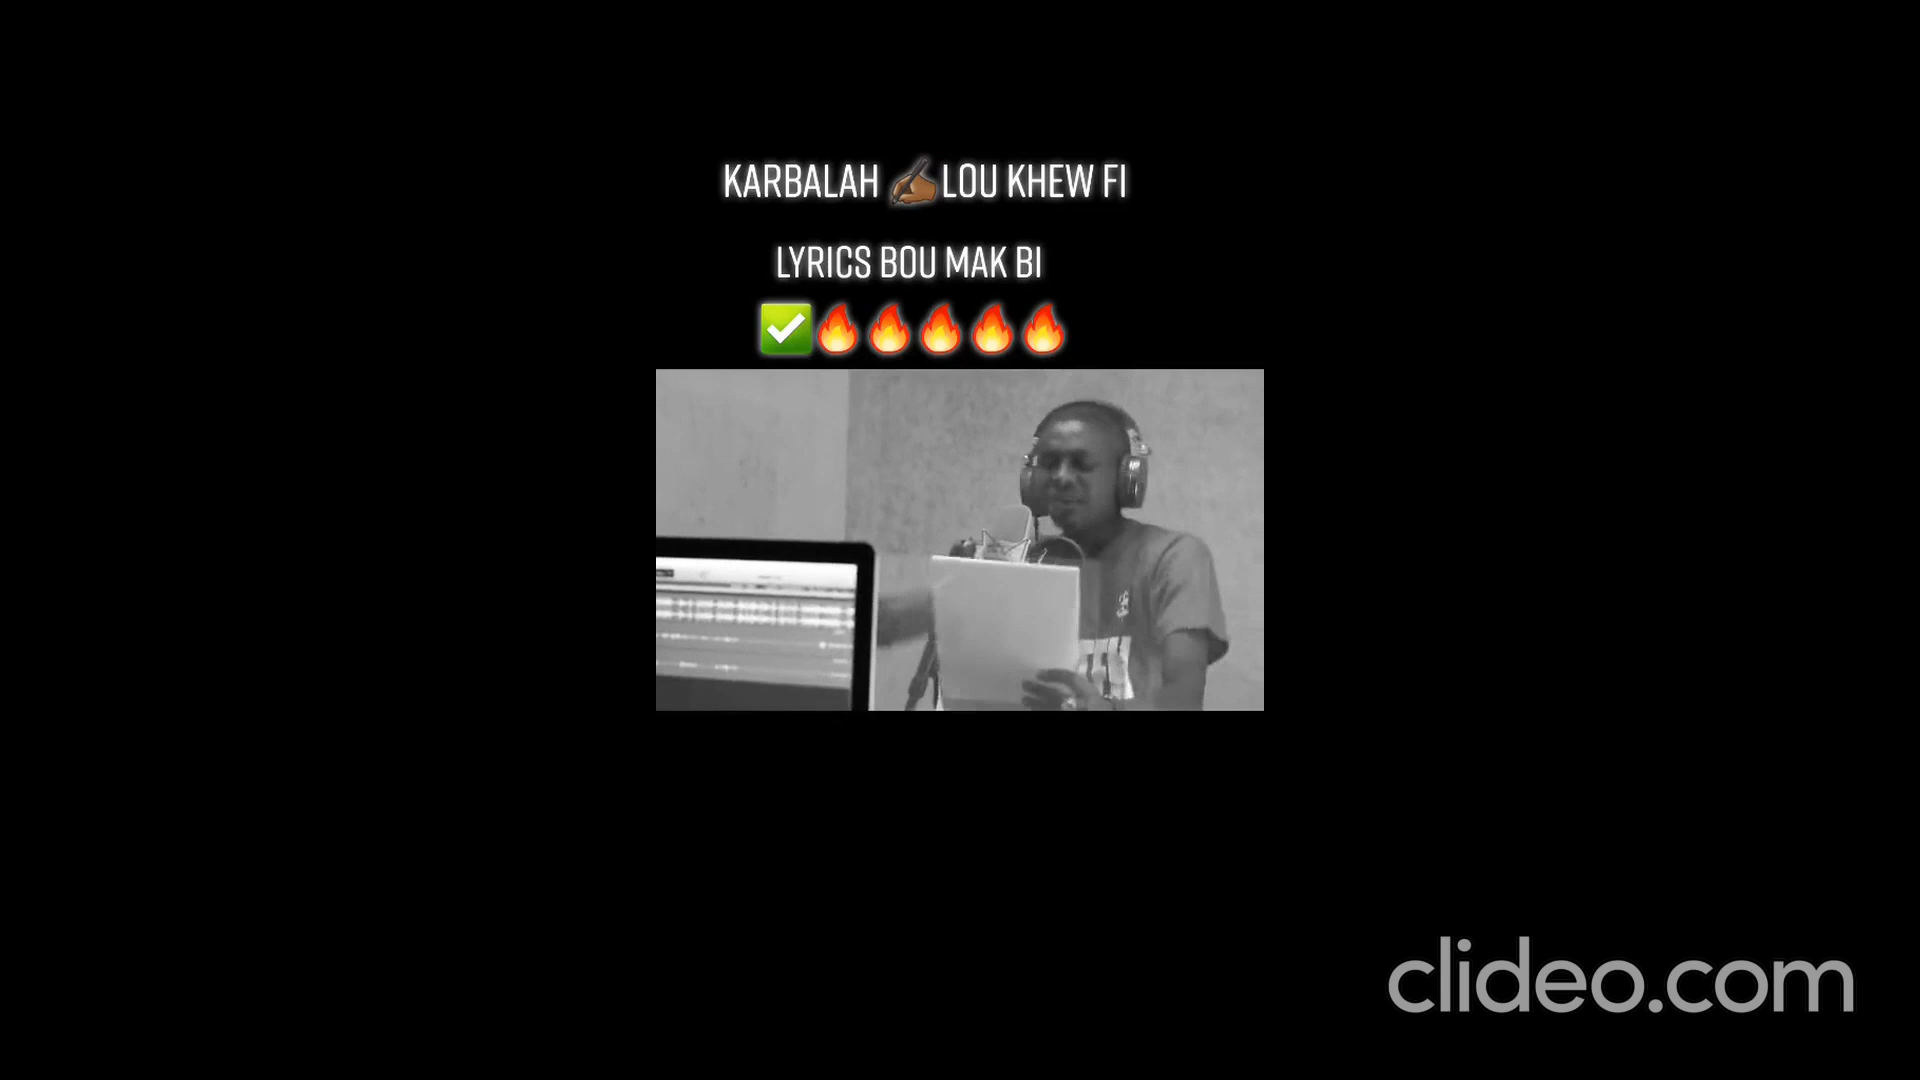 KARBALAH ✍🏾LOU KHEW FI
LYRICS BOU MAK BI
✅🔥🔥🔥🔥🔥
clideo.com